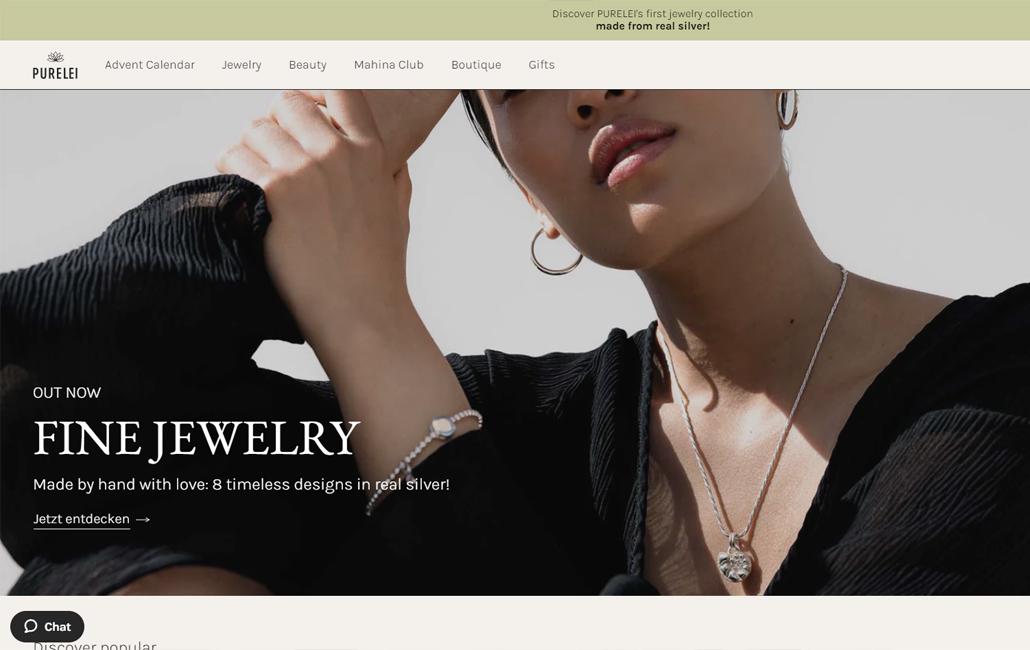 Discover PURELEI's first jewelry collection
made from real silver!
PURELEI
Advent Calendar
Jewelry
Beauty
Mahina Club
Boutique
Gifts
OUT NOW
FINE JEWELRY
Made by hand with love: 8 timeless designs in real silver!
Jetzt entdecken →
Chat
Discover popular